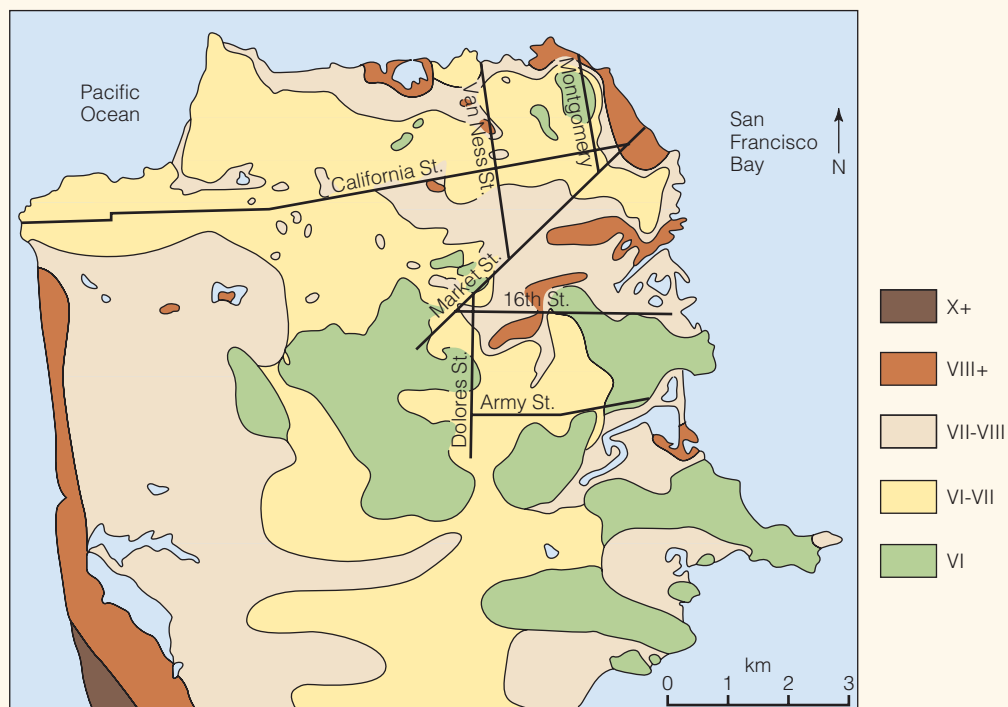 Pacific
Ocean
San
Francisco
Bay
N
Van Ness St.
Montgomery
California St.
Market St.
16th St.
Dolores St.
Army St.
X+
VIII+
VII-VIII
VI-VII
VI
km
0 1 2 3